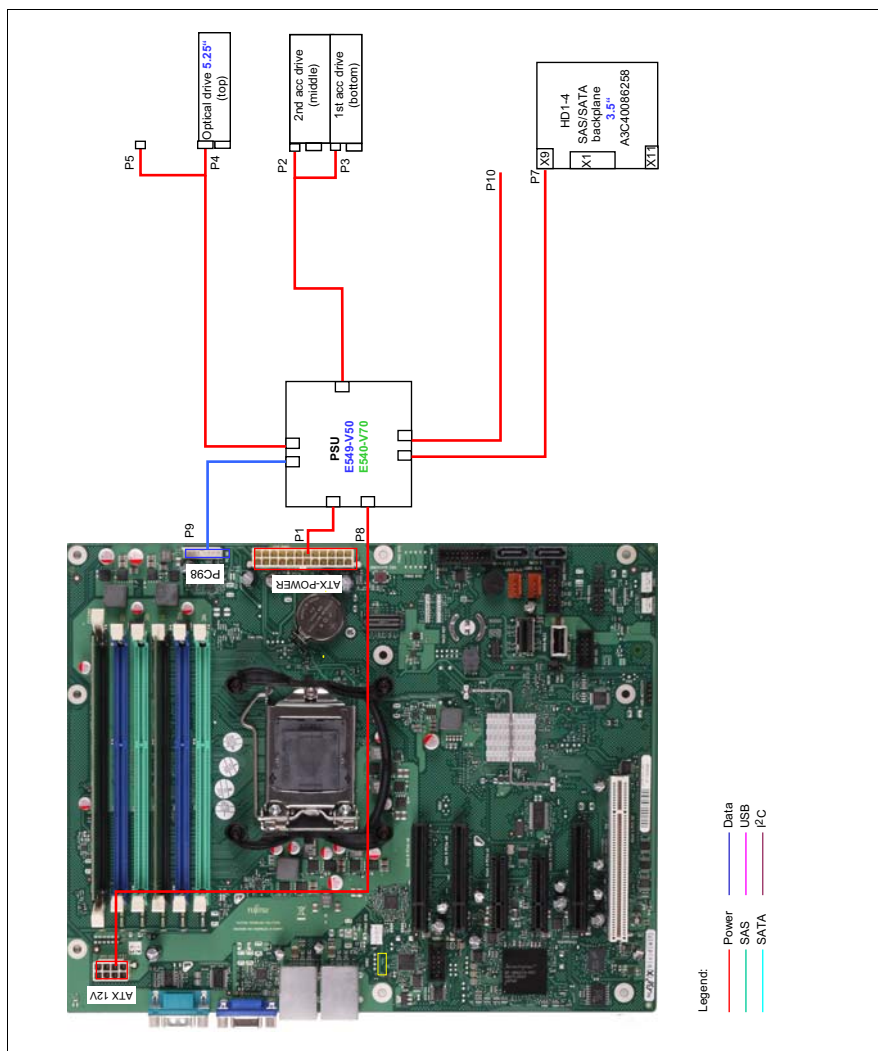 Optical drive 5.25"
(top)
2nd acc drive
(middle)
1st acc drive
(bottom)
HD1-4
SAS/SATA
backplane
3.5"
A3C40086258
X9
X1
X11
P5
P4
P2
P3
P10
P7
PSU
E549-V50
E540-V70
P9
P1
P8
PC98
ATX-POWER
ATX 12V
FUJITSU
Legend:
Power
SAS
SATA
Data
USB
I²C